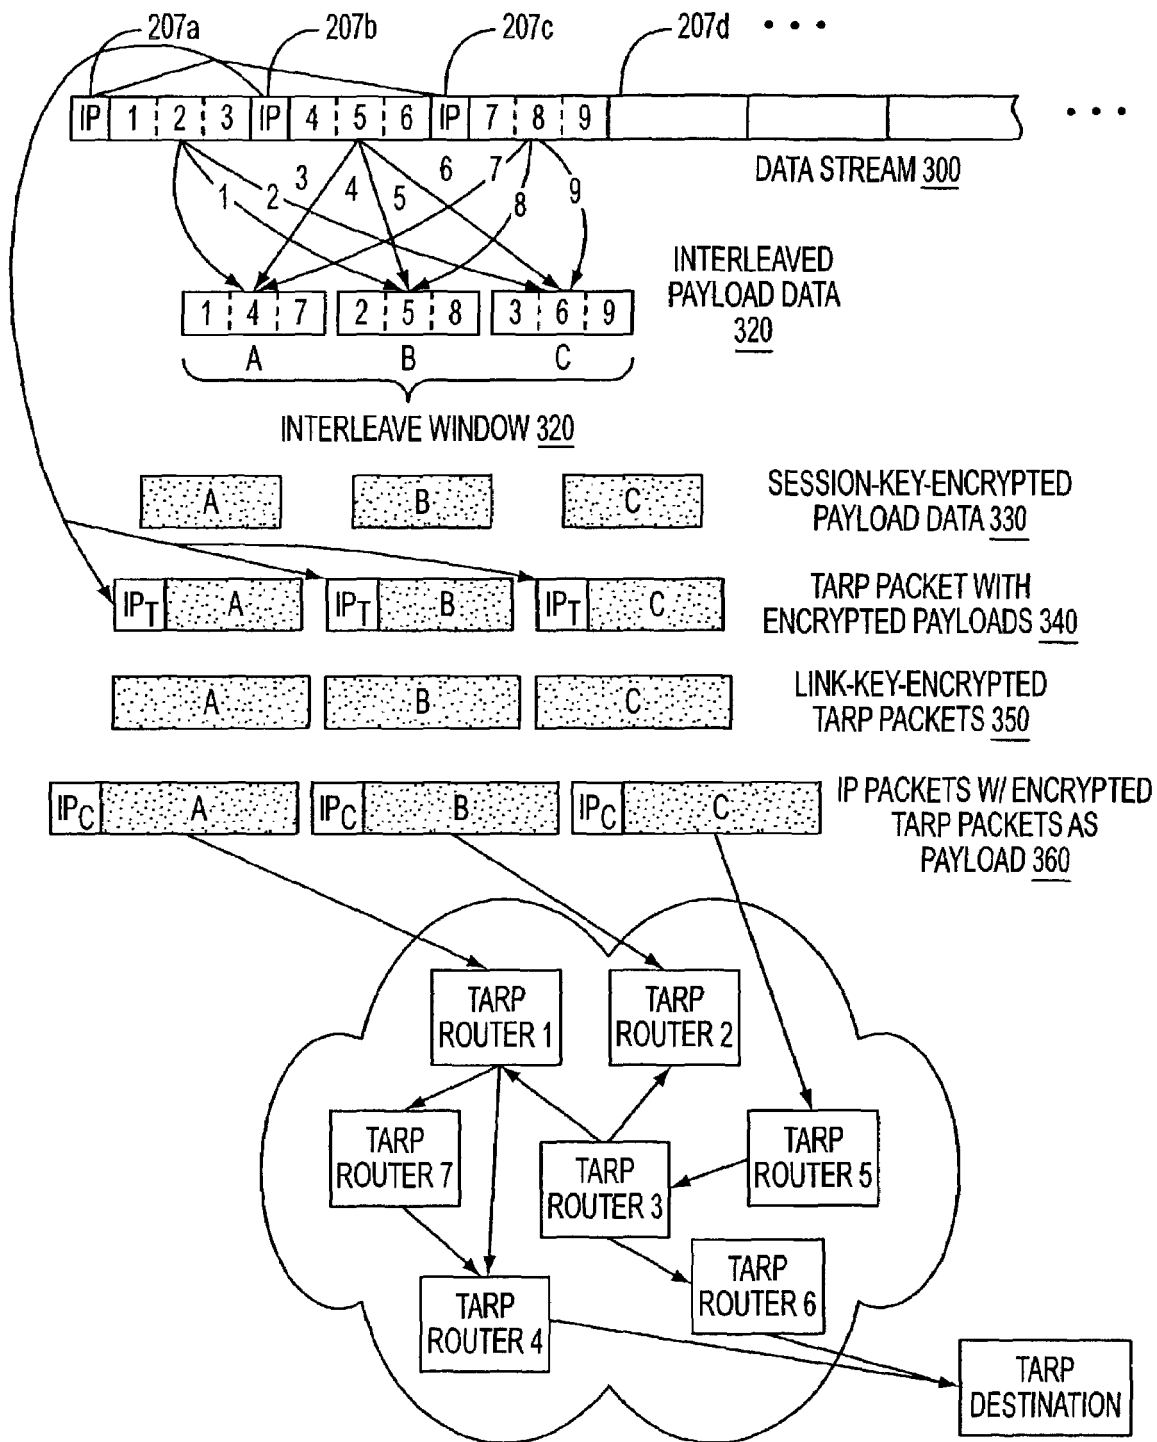 207a 207b 207c 207d • • •
IP 1 2 3 IP 4 5 6 IP 7 8 9 • • •
DATA STREAM 300
1 2 3 4 5 6 7 8 9
INTERLEAVED
PAYLOAD DATA
320
1 4 7 2 5 8 3 6 9
A B C
INTERLEAVE WINDOW 320
A B C
SESSION-KEY-ENCRYPTED
PAYLOAD DATA 330
IPT A IPT B IPT C
TARP PACKET WITH
ENCRYPTED PAYLOADS 340
A B C
LINK-KEY-ENCRYPTED
TARP PACKETS 350
IPC A IPC B IPC C
IP PACKETS W/ ENCRYPTED
TARP PACKETS AS
PAYLOAD 360
TARP
ROUTER 1
TARP
ROUTER 2
TARP
ROUTER 7
TARP
ROUTER 3
TARP
ROUTER 5
TARP
ROUTER 4
TARP
ROUTER 6
TARP
DESTINATION